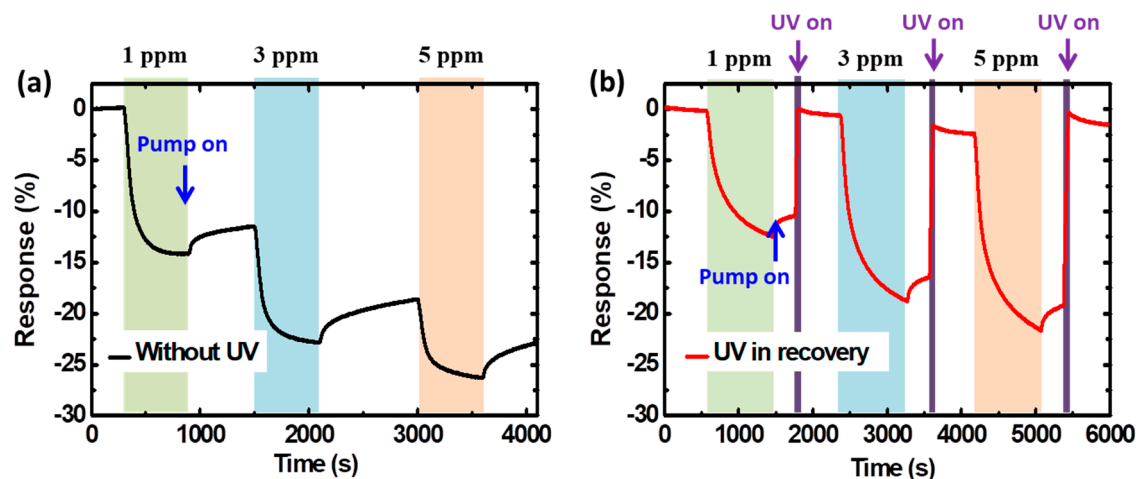 UV on UV on UV on
1 ppm 3 ppm 5 ppm
(a)
Pump on
Response (%)
0
-5
-10
-15
-20
-25
-30
Without UV
0 1000 2000 3000 4000
Time (s)
1 ppm 3 ppm 5 ppm
(b)
Pump on
Response (%)
0
-5
-10
-15
-20
-25
-30
UV in recovery
0 1000 2000 3000 4000 5000 6000
Time (s)